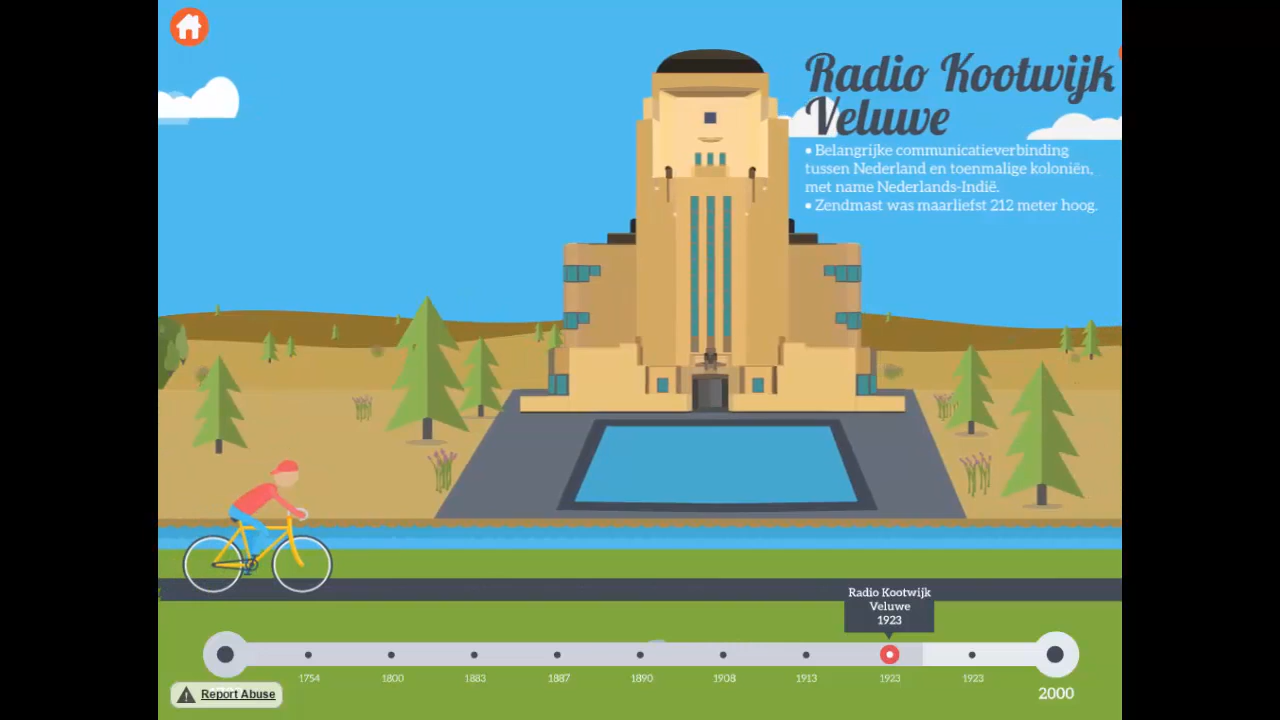 Radio Kootwijk
Veluwe
• Belangrijke communicatieverbinding
tussen Nederland en toenmalige koloniën,
met name Nederlands-Indië.
• Zendmast was maarliefst 212 meter hoog.
Radio Kootwijk
Veluwe
1923
1754
1800
1883
1887
1890
1908
1913
1923
1923
2000
Report Abuse